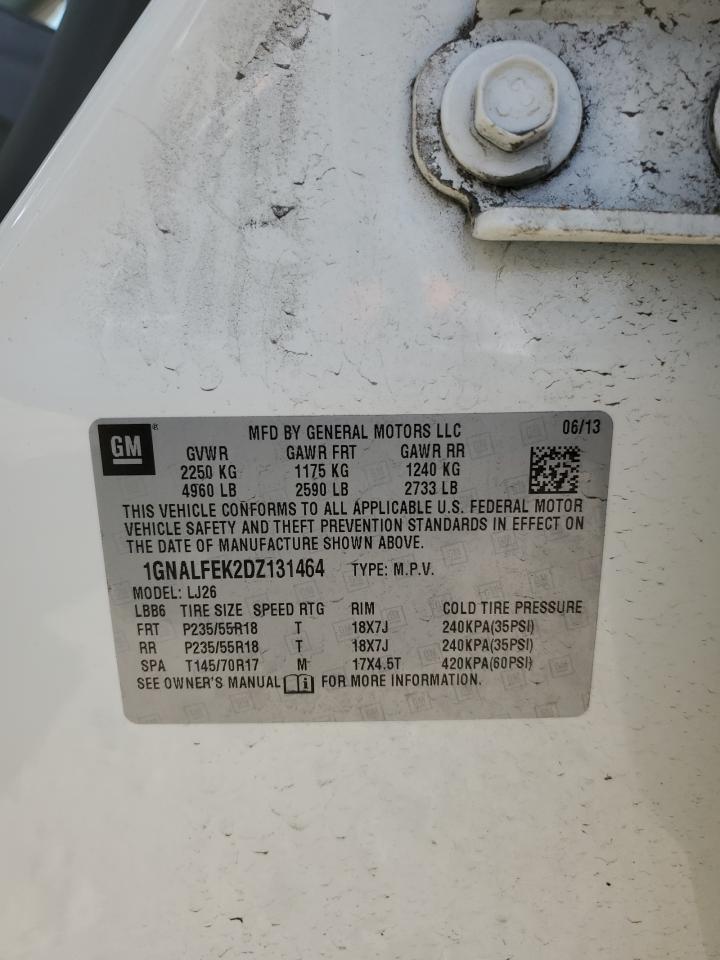 GM ® MFD BY GENERAL MOTORS LLC 06/13
GVWR GAWR FRT GAWR RR
2250 KG 1175 KG 1240 KG
4960 LB 2590 LB 2733 LB
THIS VEHICLE CONFORMS TO ALL APPLICABLE U.S. FEDERAL MOTOR
VEHICLE SAFETY AND THEFT PREVENTION STANDARDS IN EFFECT ON
THE DATE OF MANUFACTURE SHOWN ABOVE.
1GNALFEK2DZ131464 TYPE: M.P.V.
MODEL: LJ26
LBB6 TIRE SIZE SPEED RTG RIM COLD TIRE PRESSURE
FRT P235/55R18 T 18X7J 240KPA(35PSI)
RR P235/55R18 T 18X7J 240KPA(35PSI)
SPA T145/70R17 M 17X4.5T 420KPA(60PSI)
SEE OWNER'S MANUAL FOR MORE INFORMATION.